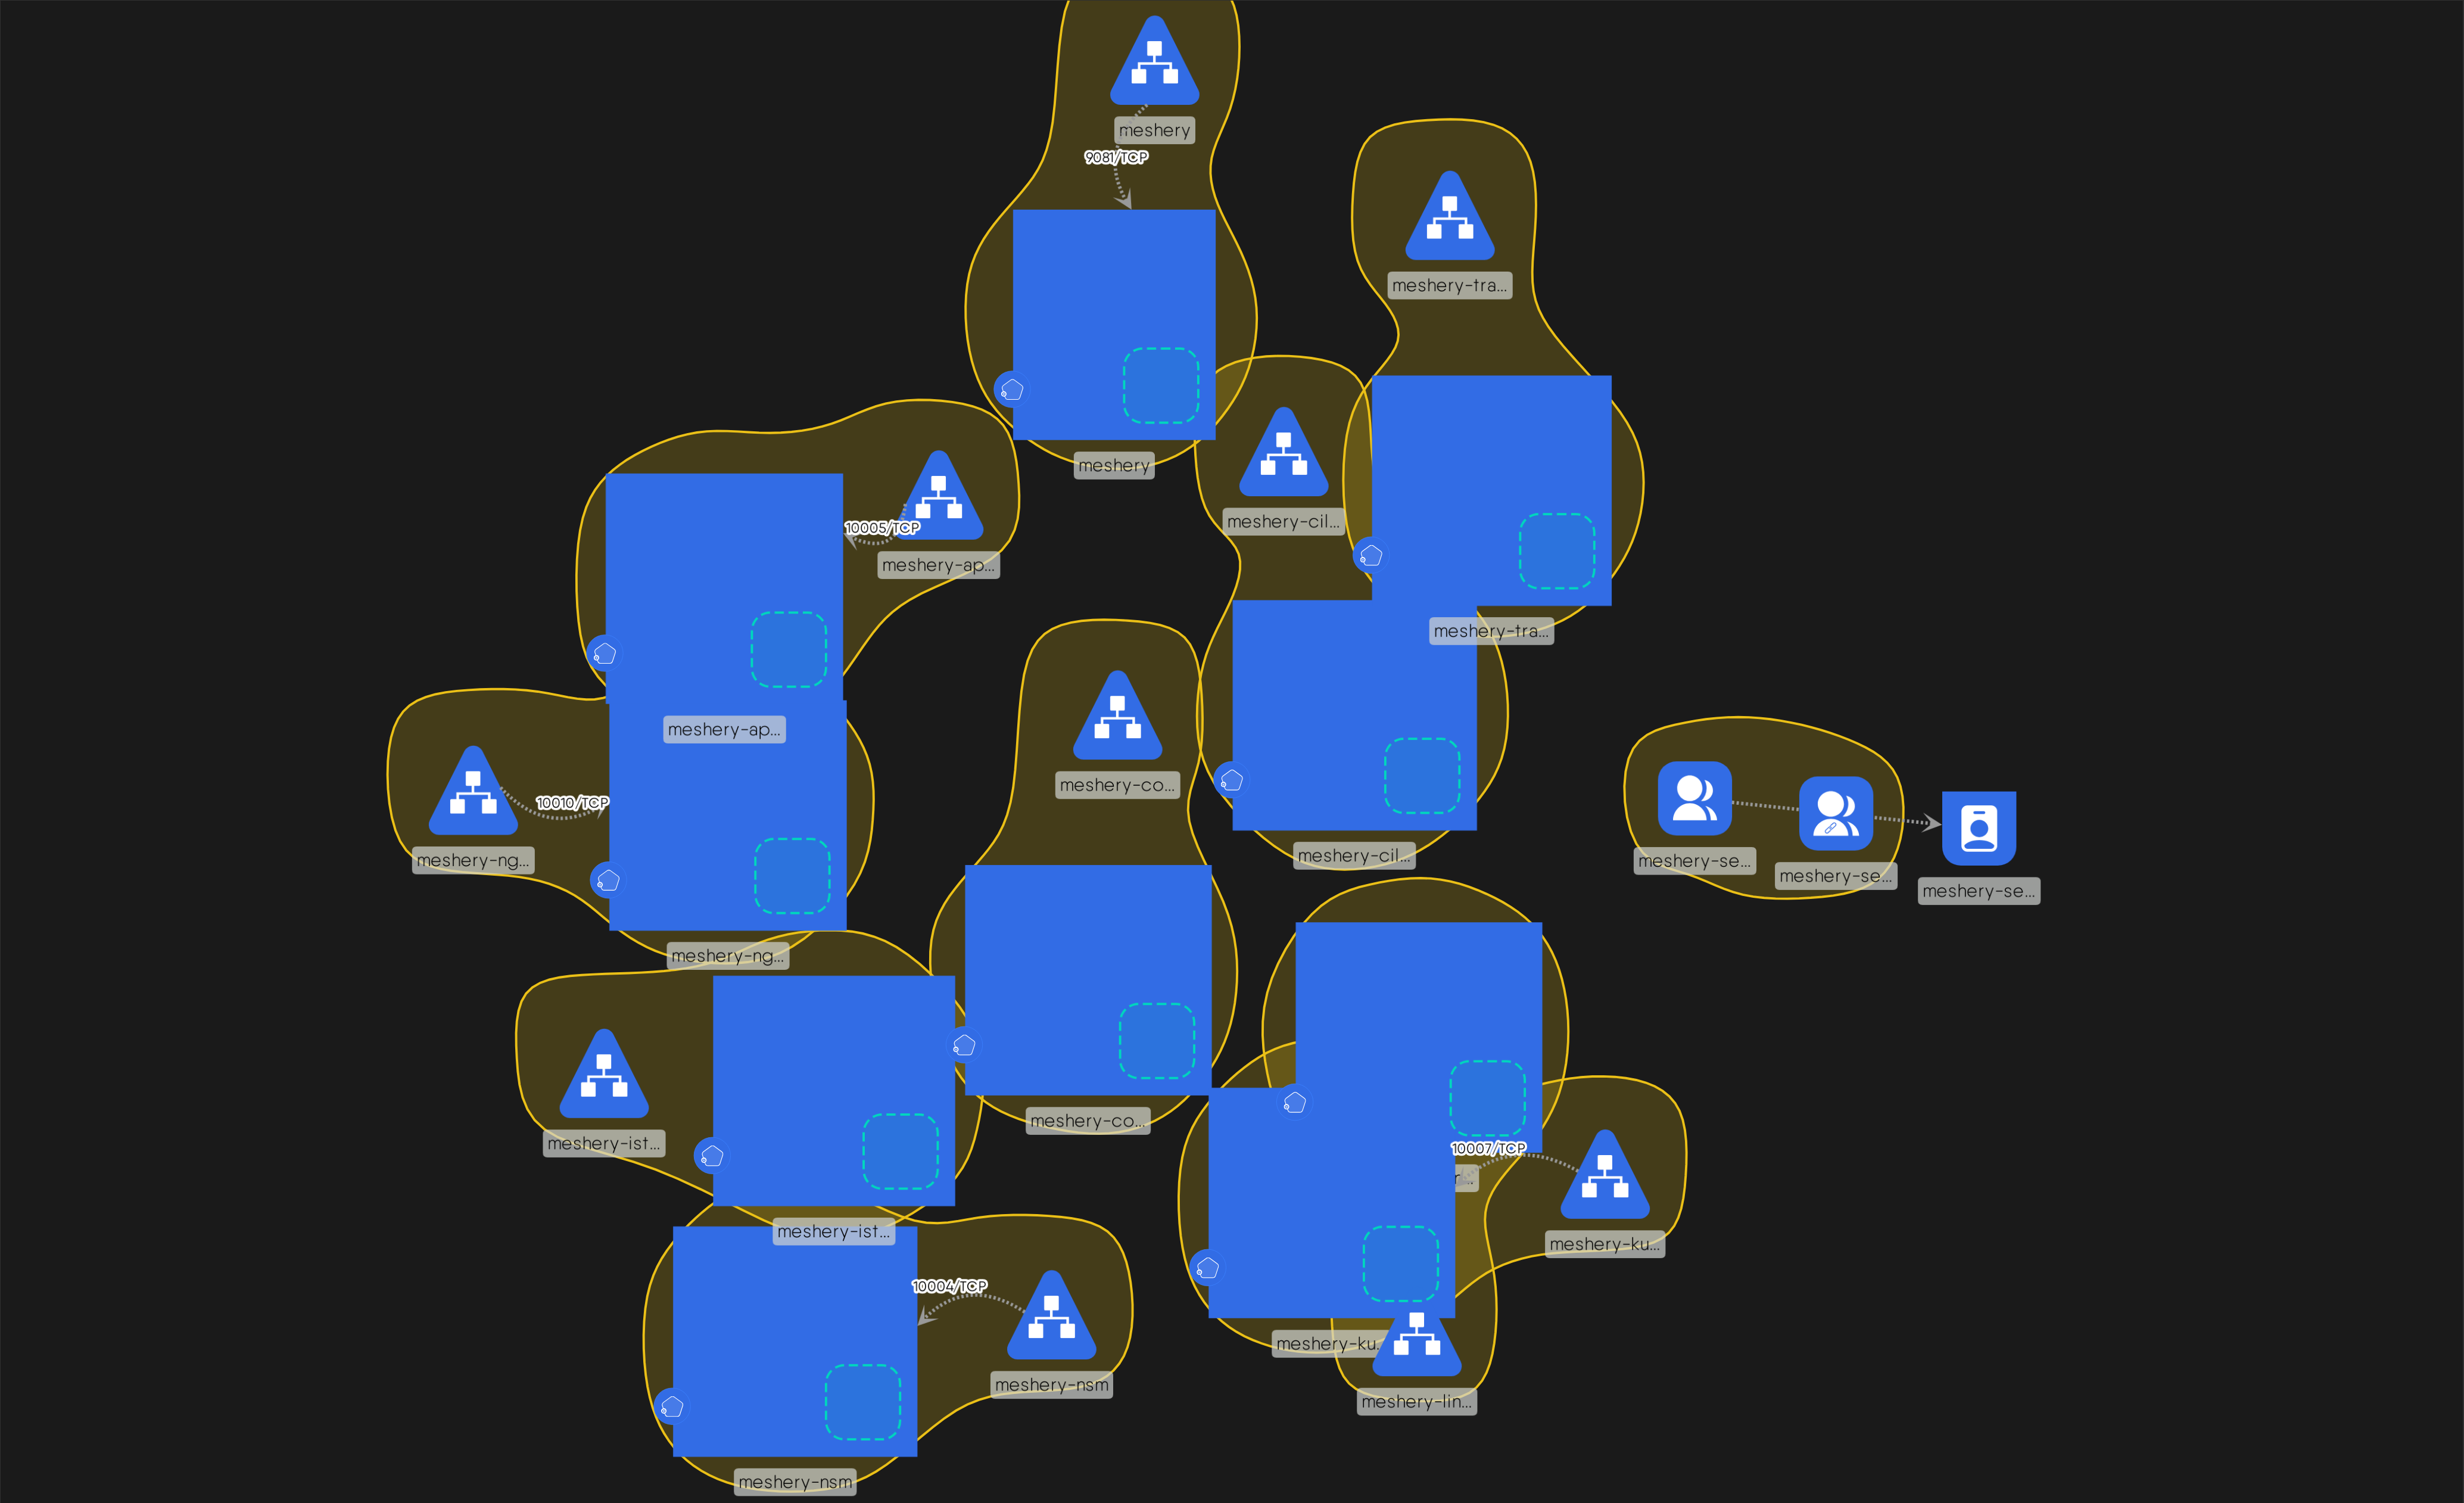 meshery
9081/TCP
meshery-tra...
meshery
meshery-cil...
10005/TCP
meshery-ap...
meshery-tra...
meshery-ap...
meshery-co...
10010/TCP
meshery-ng...
meshery-cil...
meshery-se...
meshery-se...
meshery-se...
meshery-ng...
meshery-co...
meshery-ist...
10007/TCP
meshery-ist...
meshery-ku...
10004/TCP
meshery-ku.
meshery-nsm
meshery-lin...
meshery-nsm